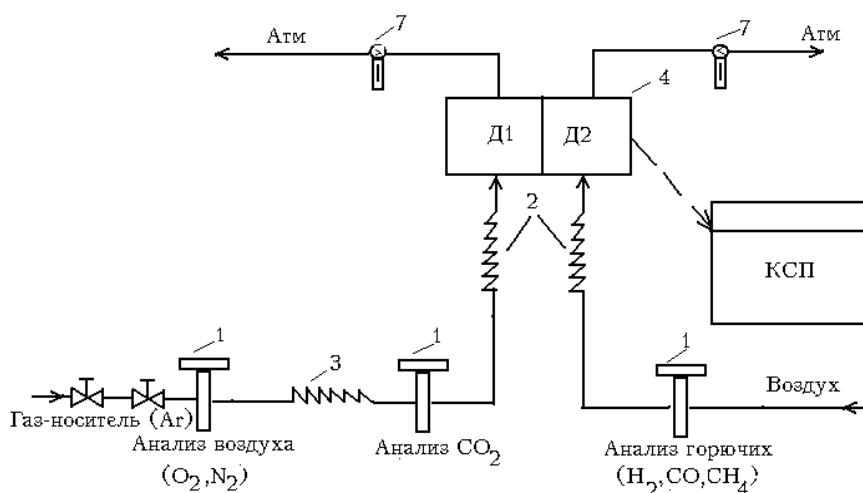 Атм
7
7
Атм
4
Д1
Д2
2
КСП
1
3
1
1
Воздух
Газ-носитель (Ar)
Анализ воздуха
(O₂,N₂)
Анализ CO₂
Анализ горючих
(H₂,CO,CH₄)